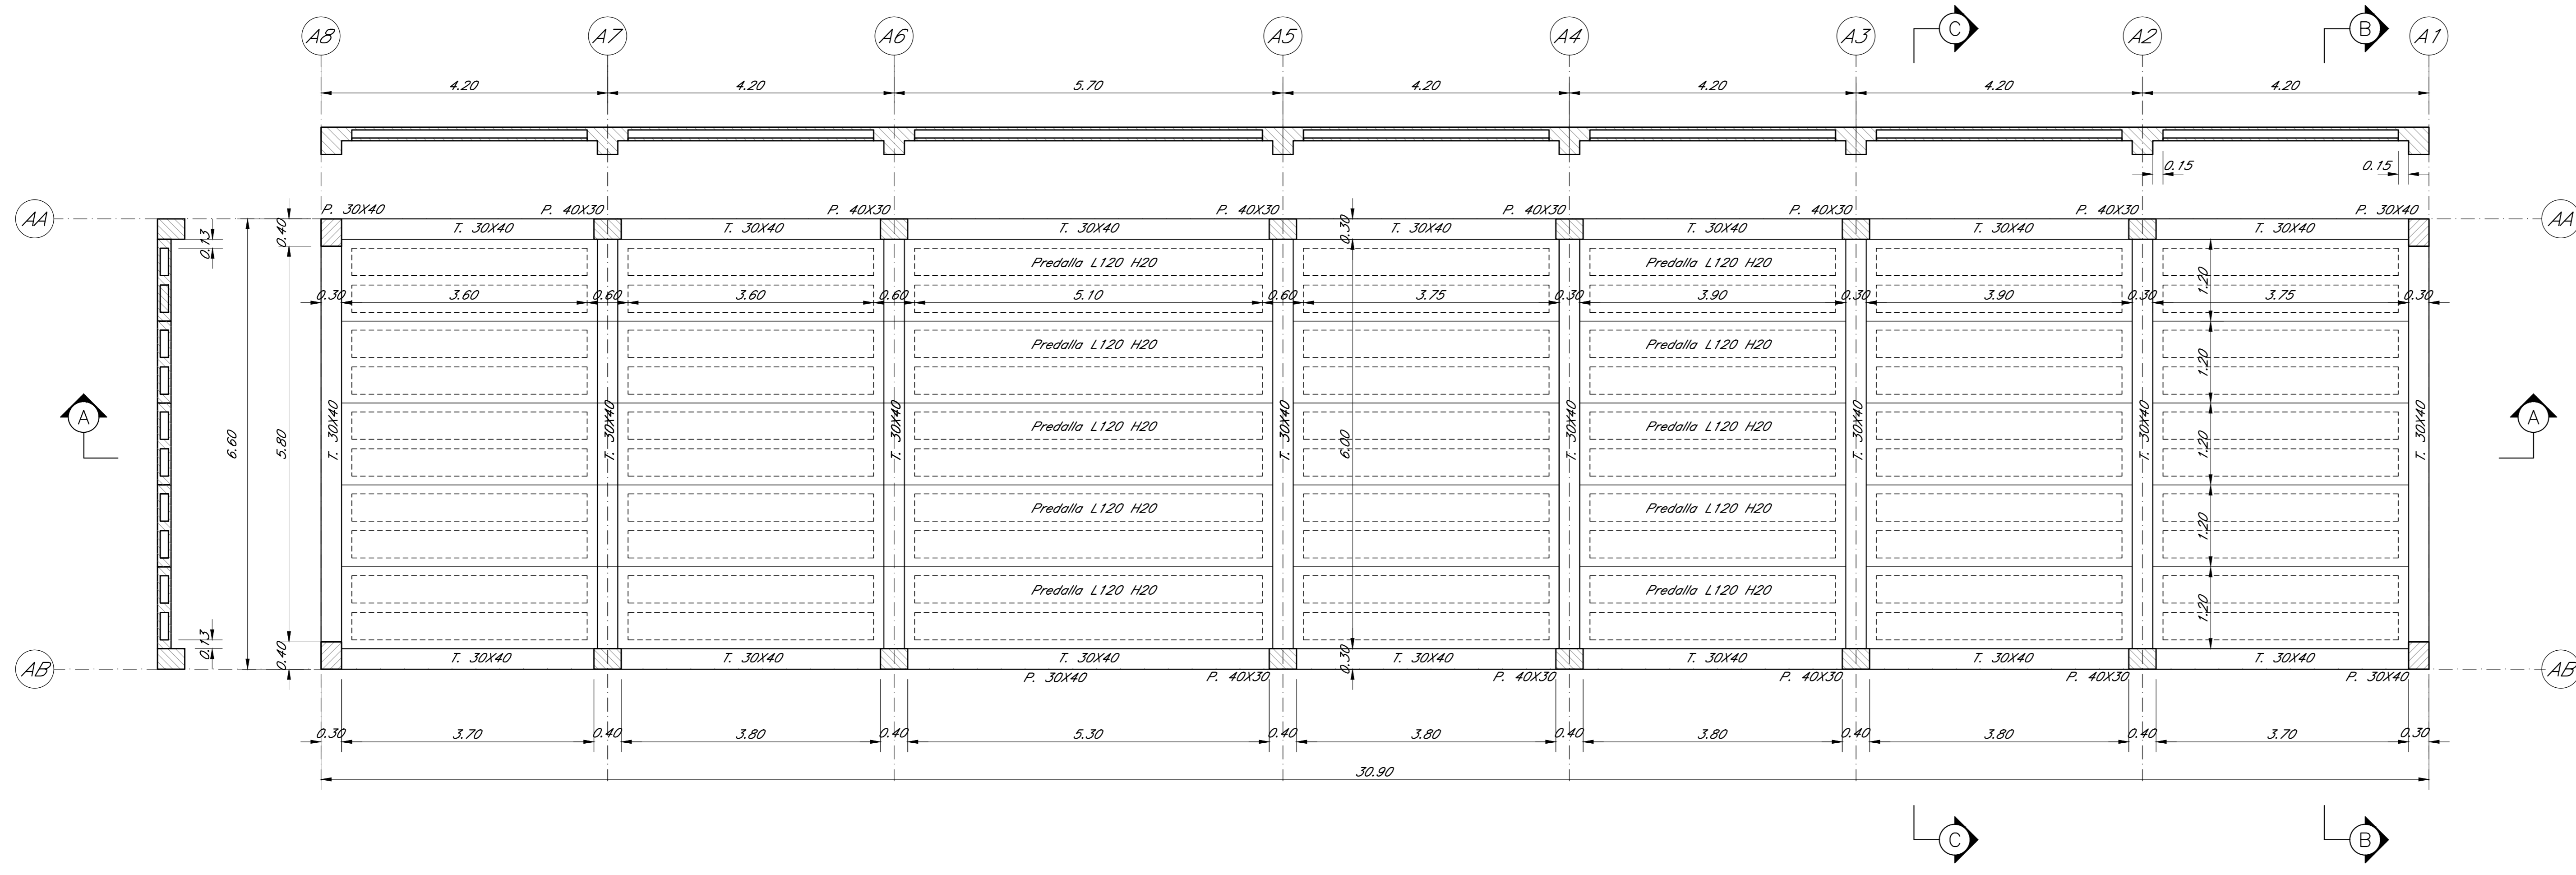 A8 A7 A6 A5 A4 A3 C A2 B A1
4.20 4.20 5.70 4.20 4.20 4.20 4.20
0.15 0.15
P. 30X40 P. 40X30 P. 40X30 P. 40X30 P. 40X30 P. 40X30 P. 40X30 P. 30X40
AA AA
T. 30X40 T. 30X40 T. 30X40 T. 30X40 T. 30X40 T. 30X40 T. 30X40
0.13 0.40 0.30
Predalla L120 H20 Predalla L120 H20
0.30 3.60 0.60 3.60 0.60 5.10 0.60 3.75 0.30 3.90 0.30 3.90 0.30 3.75 0.30
1.20
Predalla L120 H20 Predalla L120 H20
1.20
A A
Predalla L120 H20 Predalla L120 H20
6.60 5.80 T. 30X40 T. 30X40 T. 30X40 T. 30X40 6.00 T. 30X40 T. 30X40 T. 30X40 1.20 T. 30X40
Predalla L120 H20 Predalla L120 H20
1.20
Predalla L120 H20 Predalla L120 H20
1.20
0.13 0.40 0.30
T. 30X40 T. 30X40 T. 30X40 T. 30X40 T. 30X40 T. 30X40 T. 30X40
AB AB
P. 30X40 P. 40X30 P. 40X30 P. 40X30 P. 40X30 P. 30X40
0.30 3.70 0.40 3.80 0.40 5.30 0.40 3.80 0.40 3.80 0.40 3.80 0.40 3.70 0.30
30.90
C B